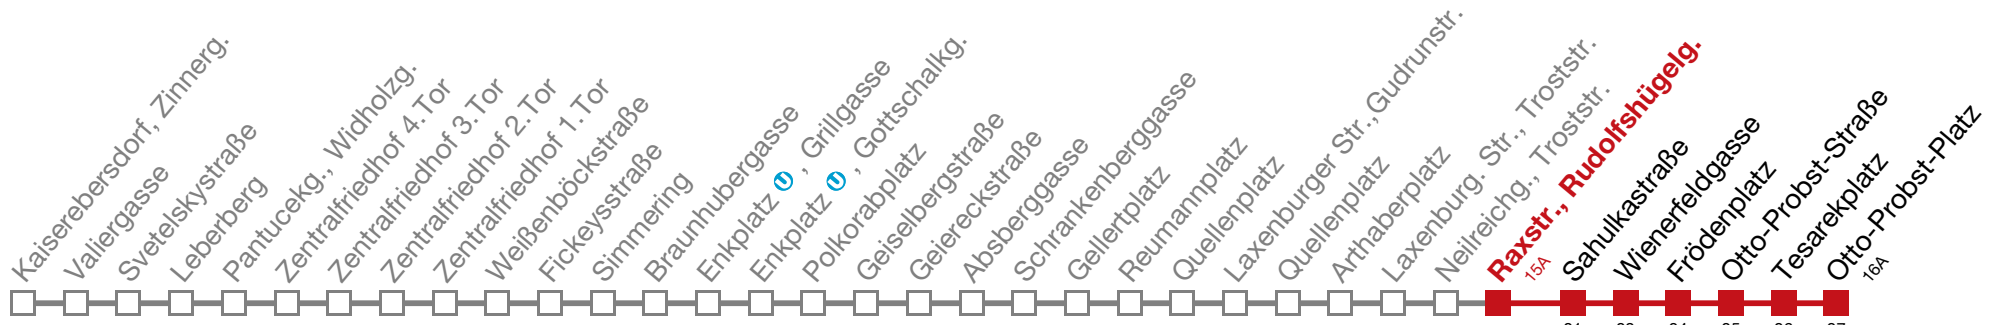 Kaiserebersdorf, Zinnerg.
Valiergasse
Svetelskystraße
Leberberg
Pantucekg., Widholzg.
Zentralfriedhof 4.Tor
Zentralfriedhof 3.Tor
Zentralfriedhof 2.Tor
Zentralfriedhof 1.Tor
Weißenböckstraße
Fickeysstraße
Simmering
Braunhubergasse
Enkplatz U, Grillgasse
Enkplatz U, Gottschalkg.
Polkorabplatz
Geiselbergstraße
Geiereckstraße
Absberggasse
Schrankenberggasse
Gellertplatz
Reumannplatz
Quellenplatz
Laxenburger Str.,Gudrunstr.
Quellenplatz
Arthaberplatz
Laxenburg. Str., Troststr.
Neilreichg., Troststr.
Raxstr., Rudolfshügelg.
15A
Sahulkastraße
Wienerfeldgasse
Frödenplatz
Otto-Probst-Straße
Tesarekplatz
Otto-Probst-Platz
16A